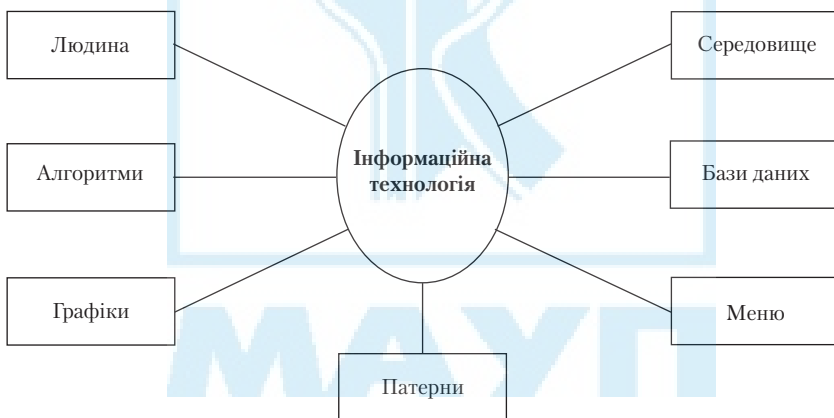 Людина
Середовище
Інформаційна
технологія
Алгоритми
Бази даних
Графіки
Меню
Патерни
МАУП